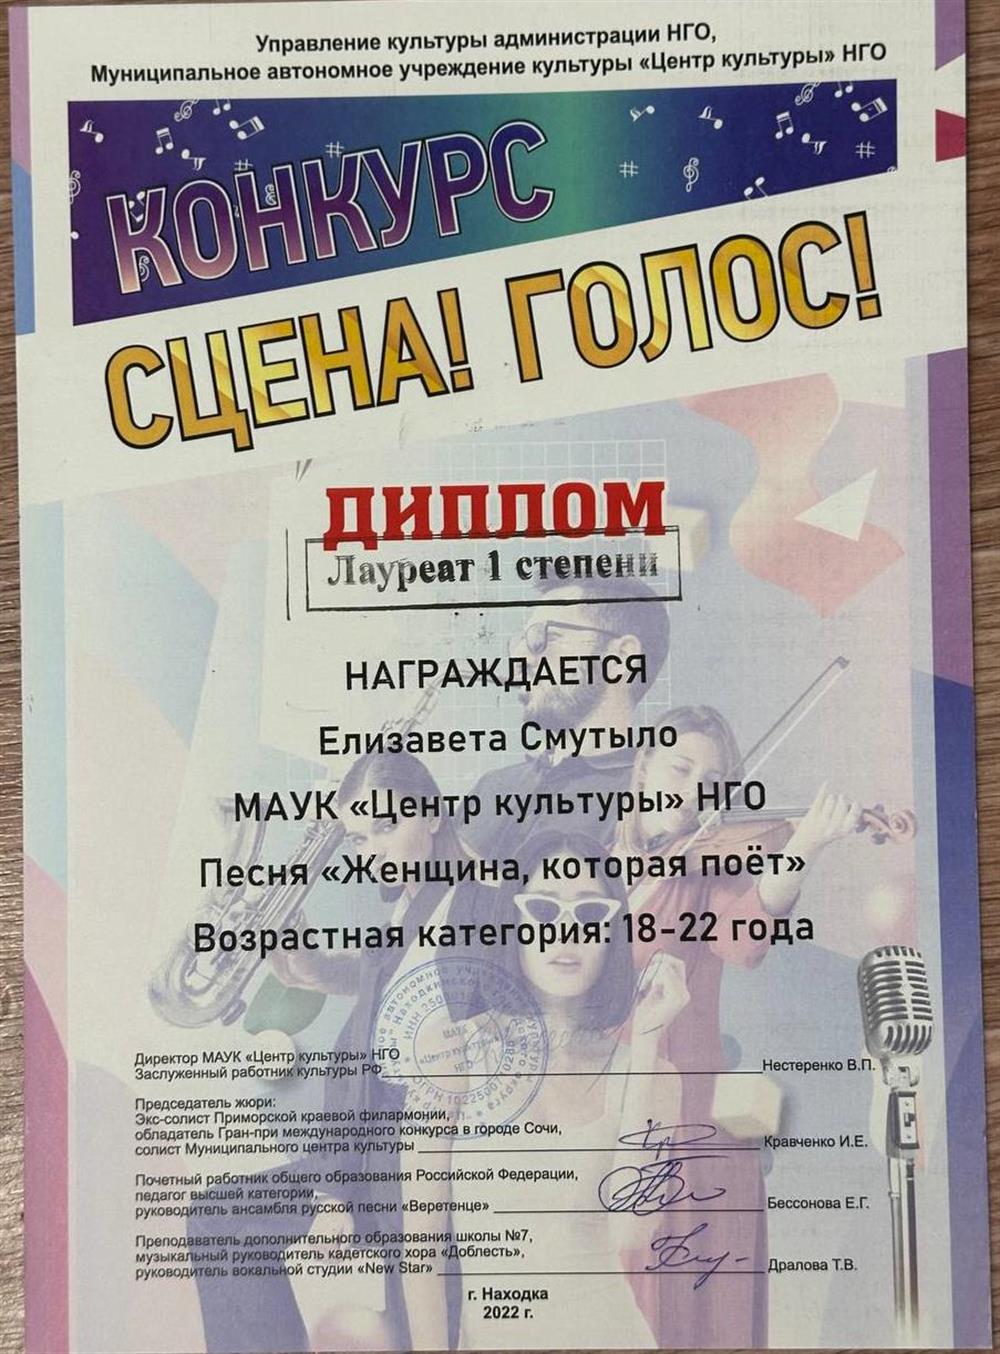 Управление культуры администрации НГО,
Муниципальное автономное учреждение культуры «Центр культуры» НГО
КОНКУРС
СЦЕНА! ГОЛОС!
ДИПЛОМ
Лауреат 1 степени
НАГРАЖДАЕТСЯ
Елизавета Смутыло
МАУК «Центр культуры» НГО
Песня «Женщина, которая поёт»
Возрастная категория: 18-22 года
Директор МАУК «Центр культуры» НГО
Заслуженный работник культуры РФ
Нестеренко В.П.
Председатель жюри:
Экс-солист Приморской краевой филармонии,
обладатель Гран-при международного конкурса в городе Сочи,
солист Муниципального центра культуры
Кравченко И.Е.
Почетный работник общего образования Российской Федерации,
педагог высшей категории,
руководитель ансамбля русской песни «Веретенце»
Бессонова Е.Г.
Преподаватель дополнительного образования школы №7,
музыкальный руководитель кадетского хора «Доблесть»,
руководитель вокальной студии «New Star»
Дралова Т.В.
г. Находка
2022 г.